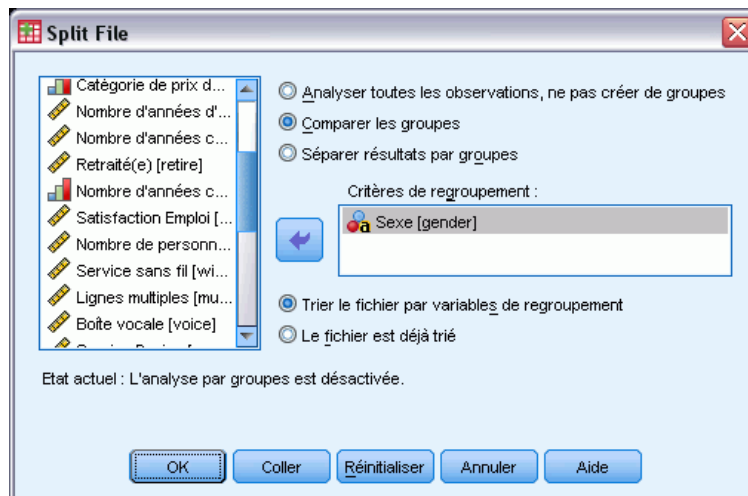 Split File
Catégorie de prix d...
Nombre d'années d'...
Nombre d'années c...
Retraité(e) [retire]
Nombre d'années c...
Satisfaction Emploi [...
Nombre de personn...
Service sans fil [wi...
Lignes multiples [mu...
Boîte vocale [voice]
Analyser toutes les observations, ne pas créer de groupes
Comparer les groupes
Séparer résultats par groupes
Critères de regroupement :
Sexe [gender]
Trier le fichier par variables de regroupement
Le fichier est déjà trié
Etat actuel : L'analyse par groupes est désactivée.
OK Coller Réinitialiser Annuler Aide